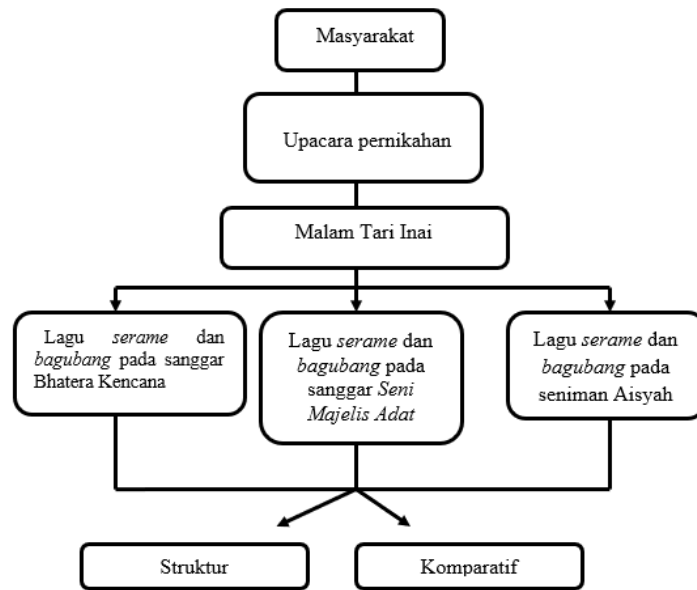 Masyarakat
Upacara pernikahan
Malam Tari Inai
Lagu serame dan
bagubang pada sanggar
Bhatera Kencana
Lagu serame dan
bagubang pada
sanggar Seni
Majelis Adat
Lagu serame dan
bagubang pada
seniman Aisyah
Struktur
Komparatif